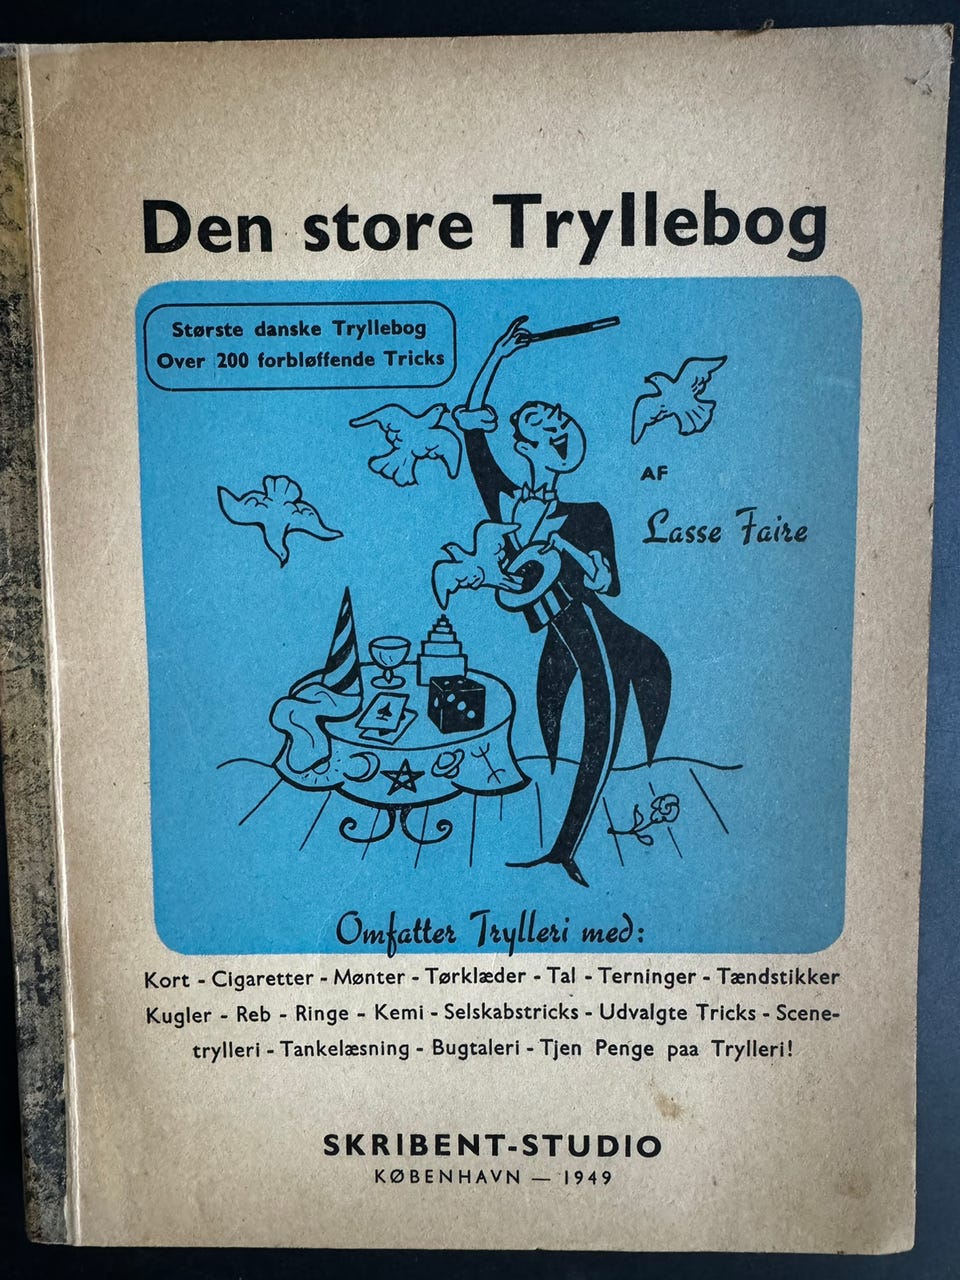 Den store Tryllebog
Største danske Tryllebog
Over 200 forbløffende Tricks
AF
Lasse Faire
Omfatter Trylleri med:
Kort - Cigaretter - Mønter - Tørklæder - Tal - Terninger - Tændstikker
Kugler - Reb - Ringe - Kemi - Selskabstricks - Udvalgte Tricks - Scene-
trylleri - Tankelæsning - Bugtaleri - Tjen Penge paa Trylleri!
SKRIBENT-STUDIO
KØBENHAVN — 1949